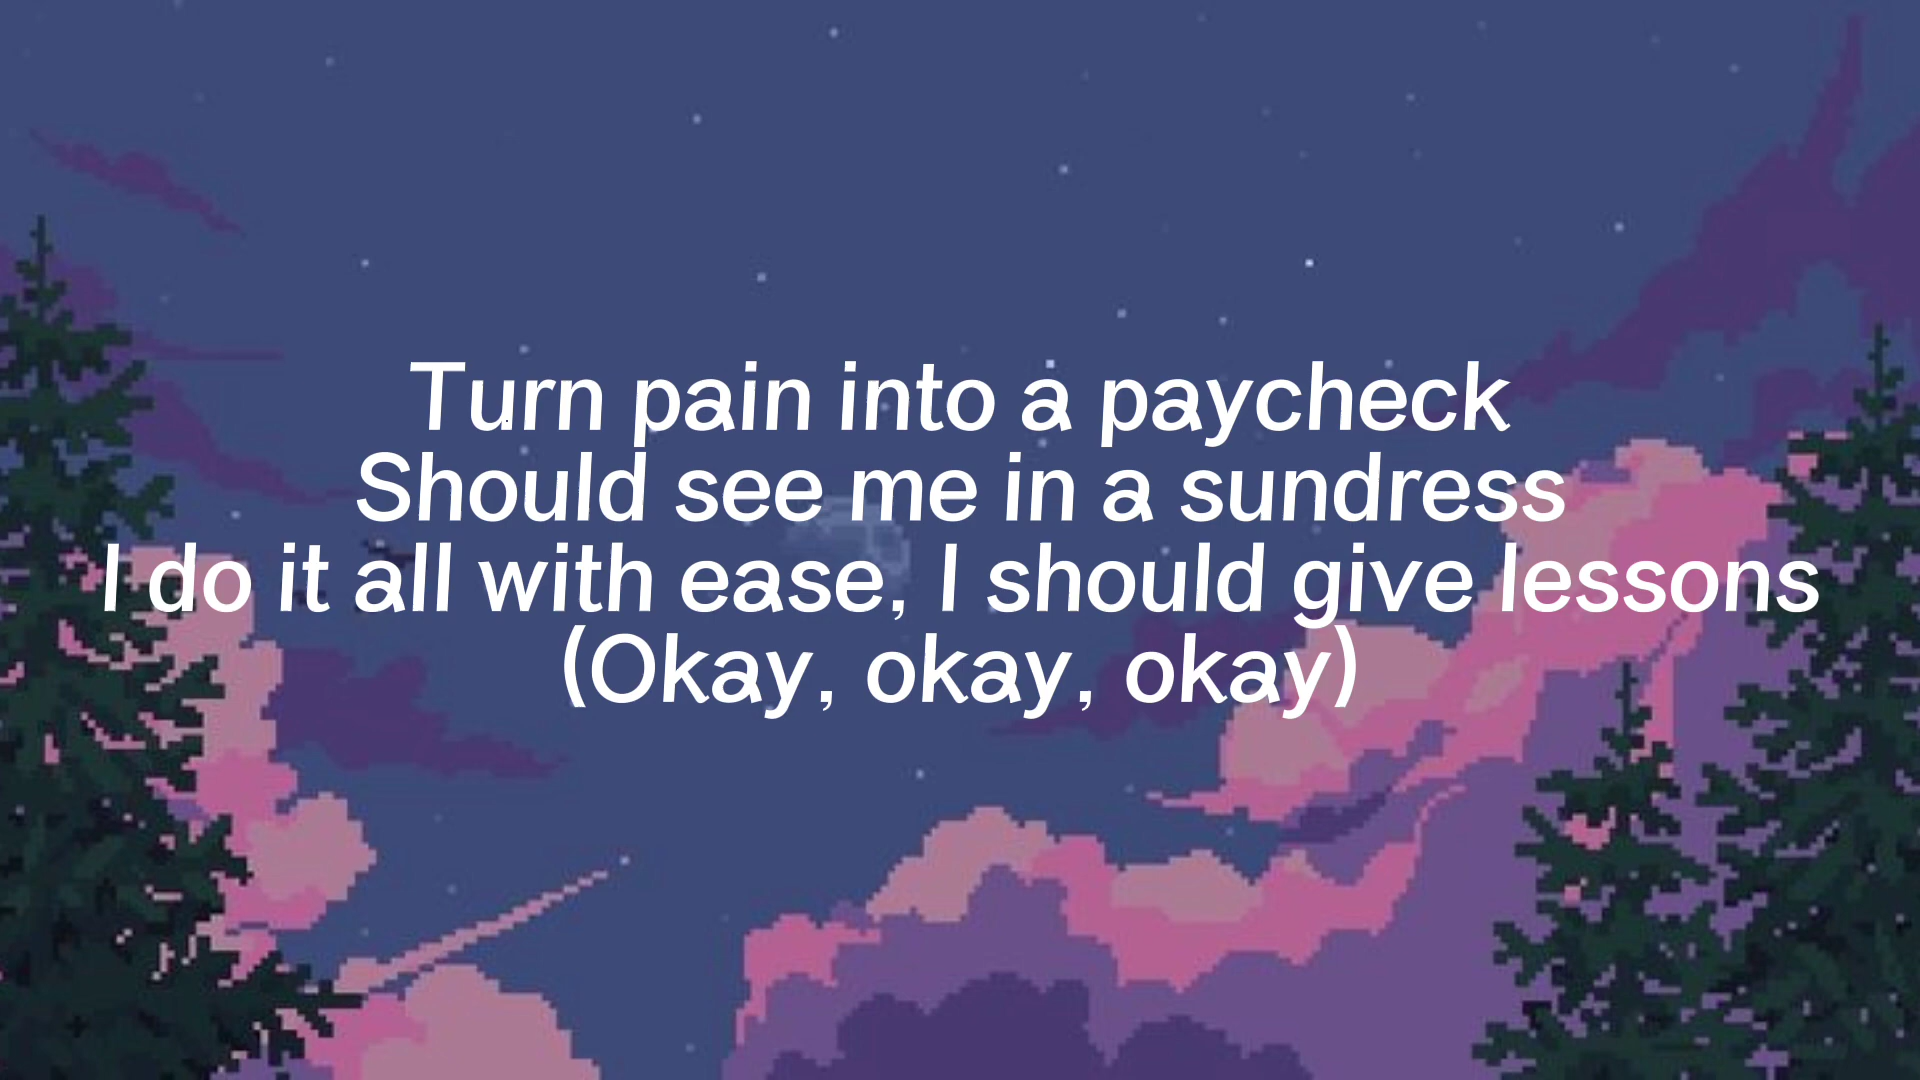 Turn pain into a paycheck
Should see me in a sundress
I do it all with ease, I should give lessons
(Okay, okay, okay)